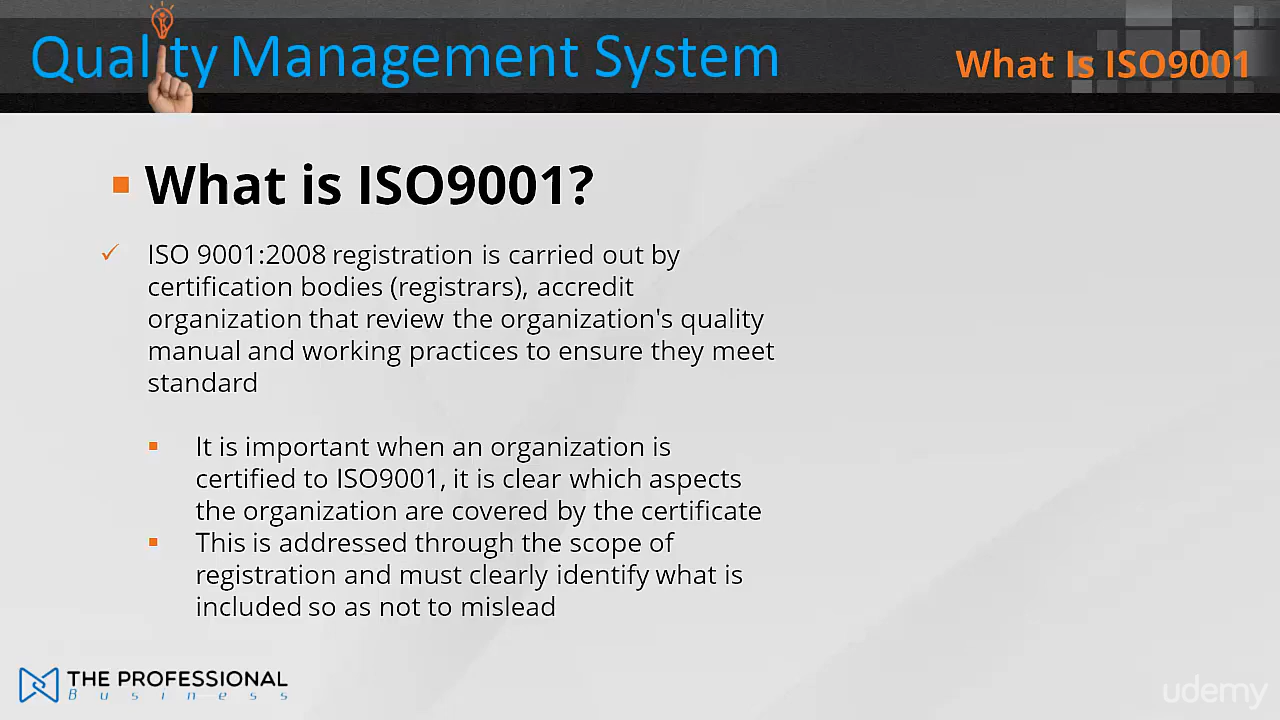 Quality Management System
What Is ISO9001
What is ISO9001?
ISO 9001:2008 registration is carried out by
certification bodies (registrars), accredit
organization that review the organization's quality
manual and working practices to ensure they meet
standard
It is important when an organization is
certified to ISO9001, it is clear which aspects
the organization are covered by the certificate
This is addressed through the scope of
registration and must clearly identify what is
included so as not to mislead
THE PROFESSIONAL
Business
udemy